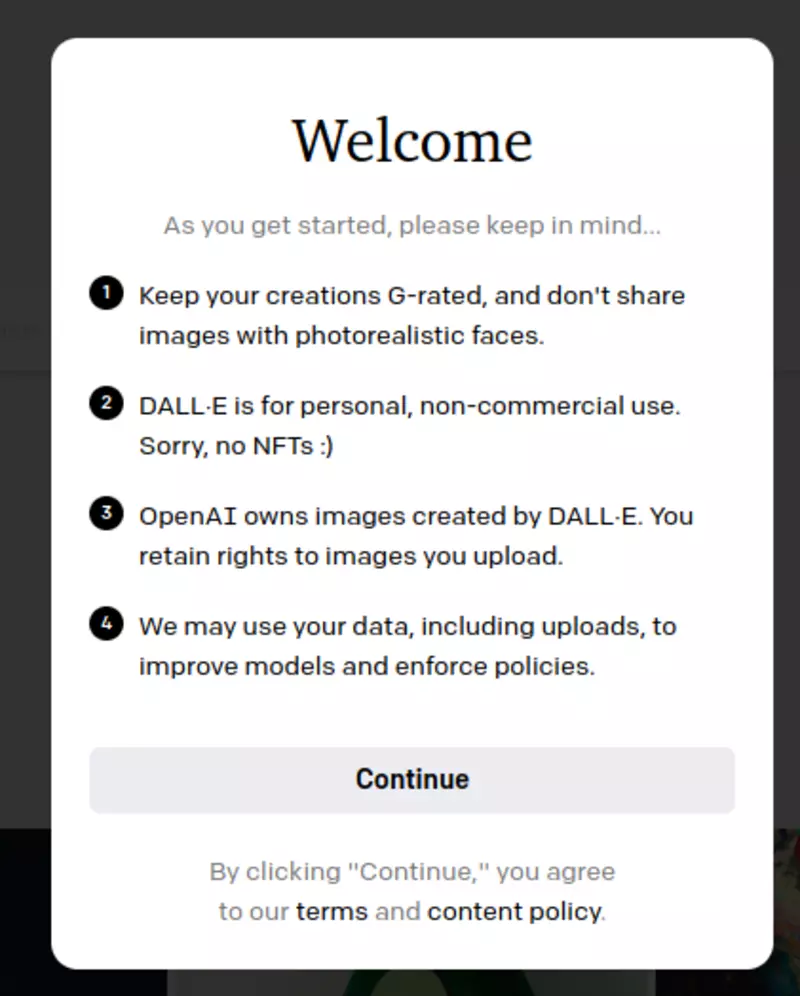 Welcome
As you get started, please keep in mind...
1 Keep your creations G-rated, and don't share
images with photorealistic faces.
2 DALL·E is for personal, non-commercial use.
Sorry, no NFTs :)
3 OpenAI owns images created by DALL·E. You
retain rights to images you upload.
4 We may use your data, including uploads, to
improve models and enforce policies.
Continue
By clicking "Continue," you agree
to our terms and content policy.